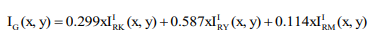 I_G(x, y) = 0.299xI^I_RK(x, y) + 0.587xI^I_RY(x, y) + 0.114xI^I_RM(x, y)